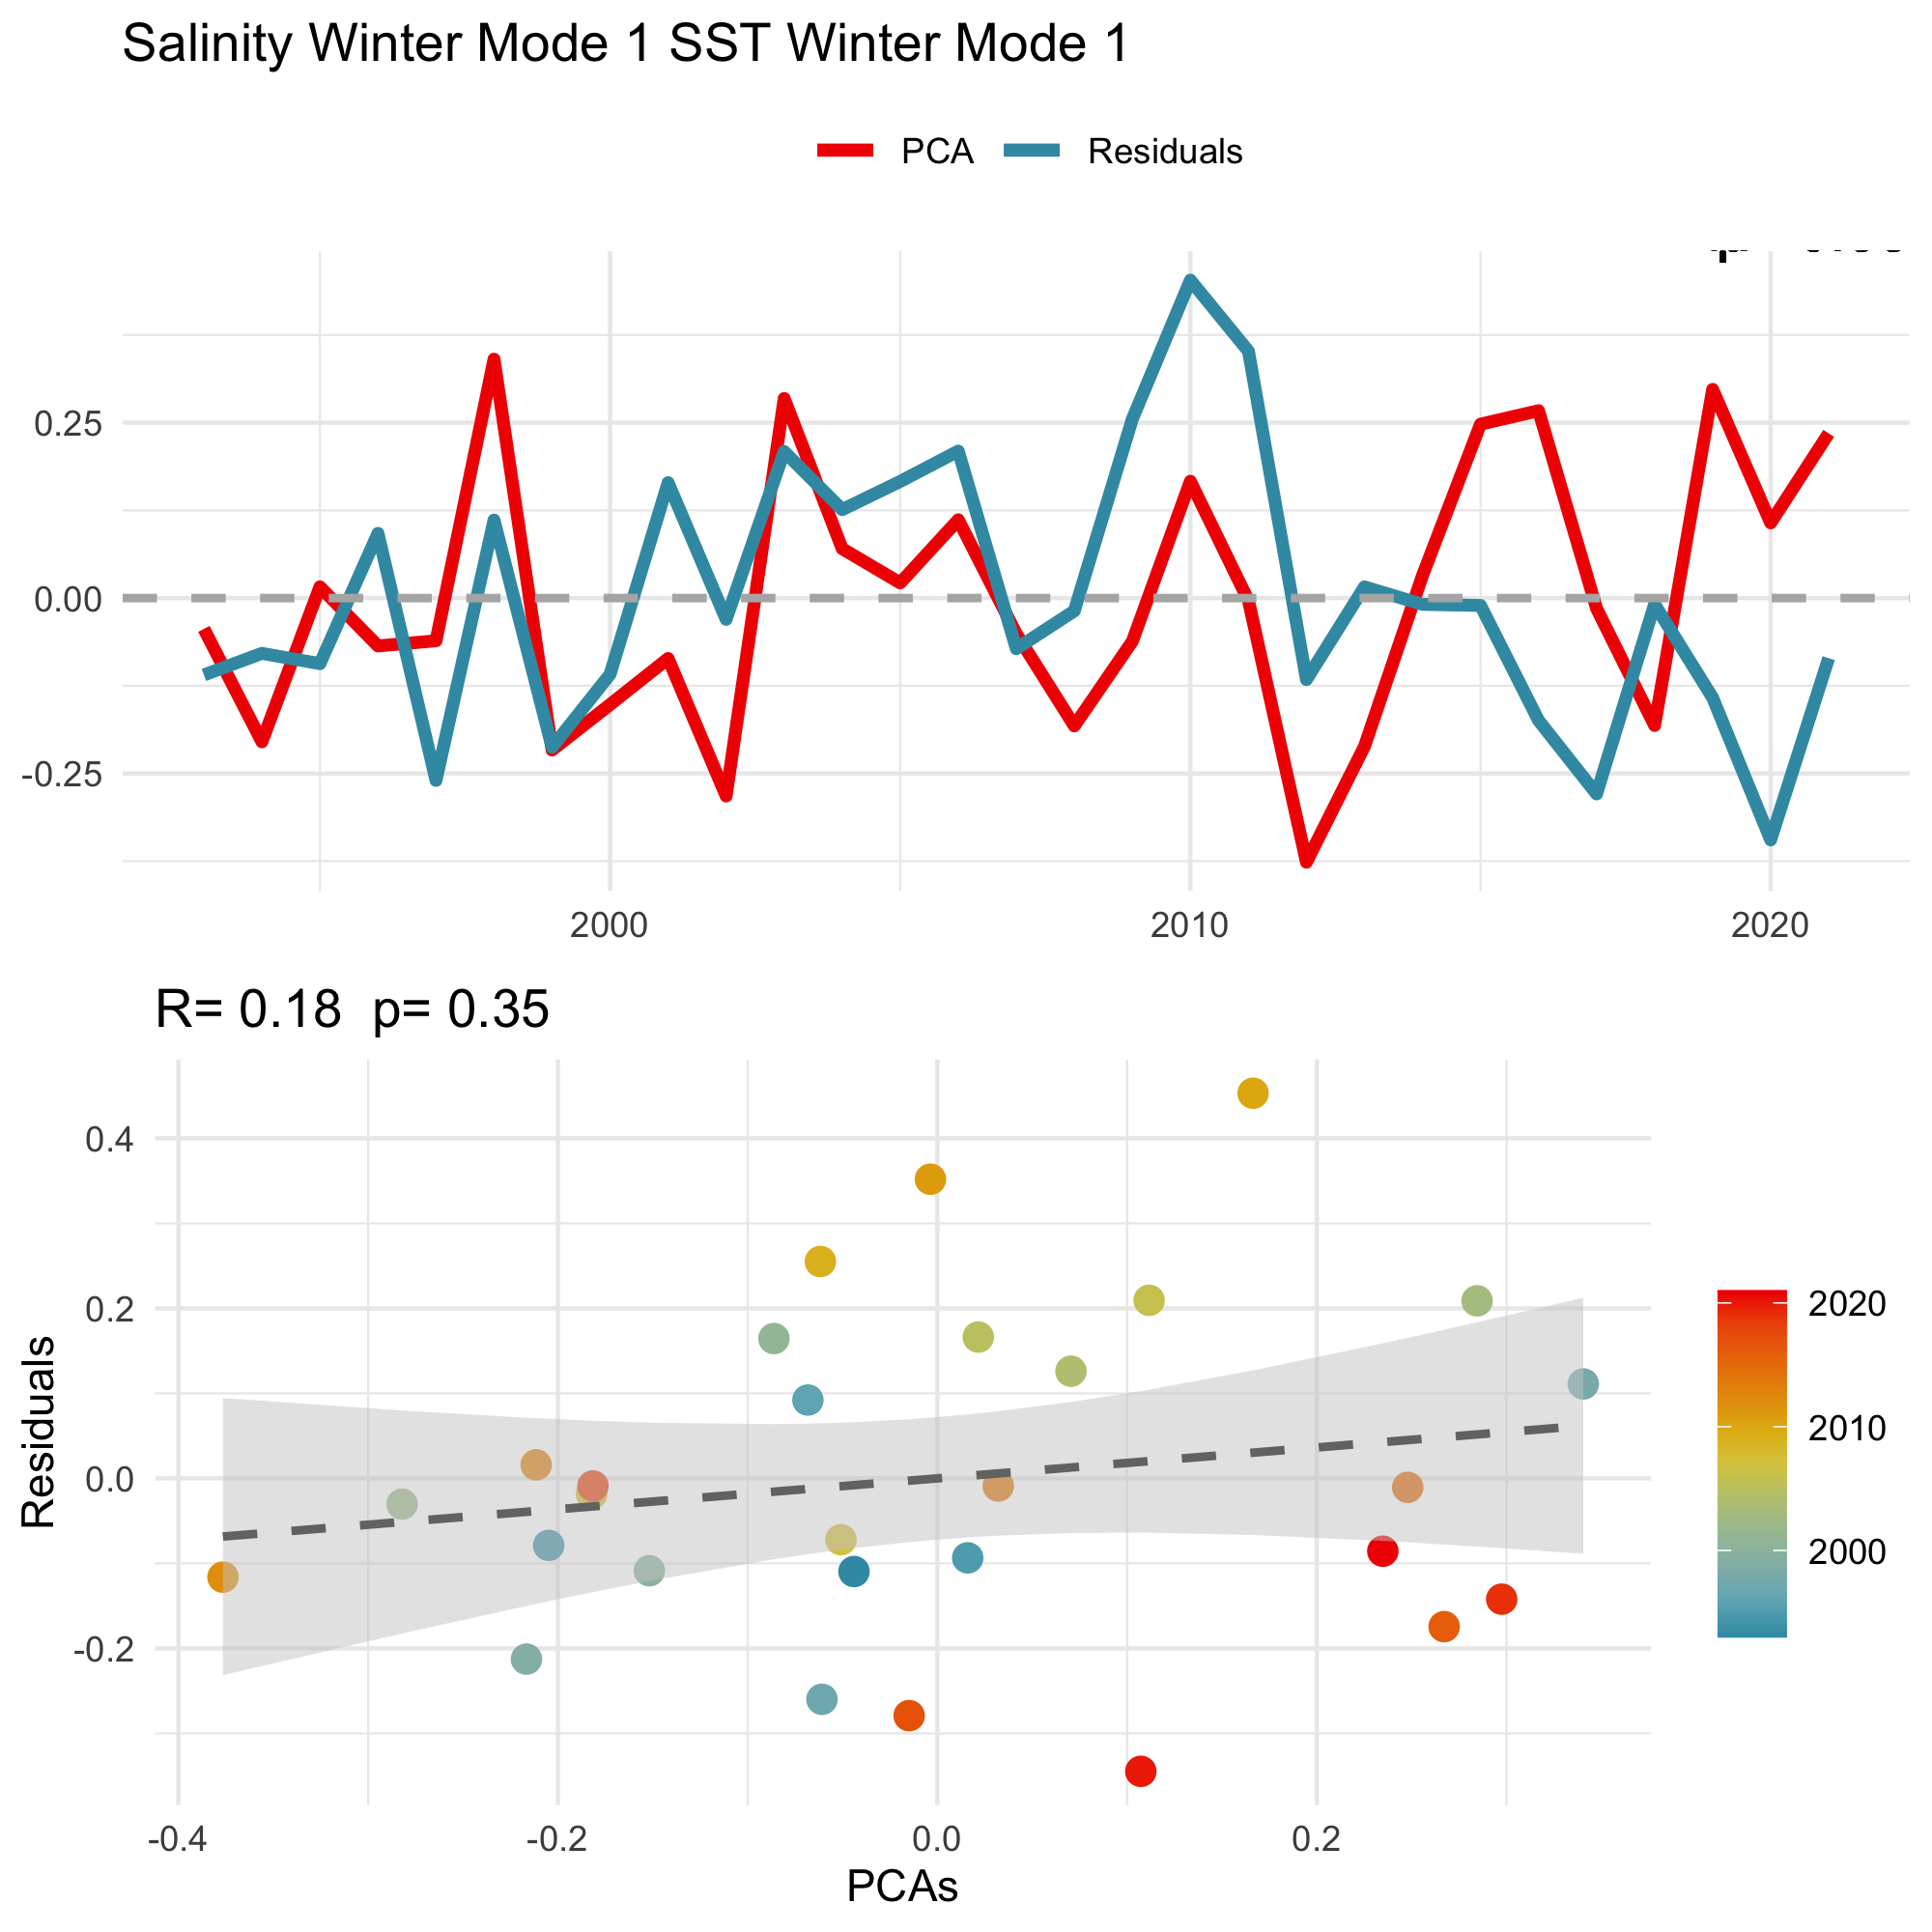 Salinity Winter Mode 1 SST Winter Mode 1
PCA Residuals
0.25
0.00
-0.25
2000 2010 2020
R= 0.18 p= 0.35
Residuals
0.4
0.2
0.0
-0.2
-0.4 -0.2 0.0 0.2
PCAs
2020
2010
2000